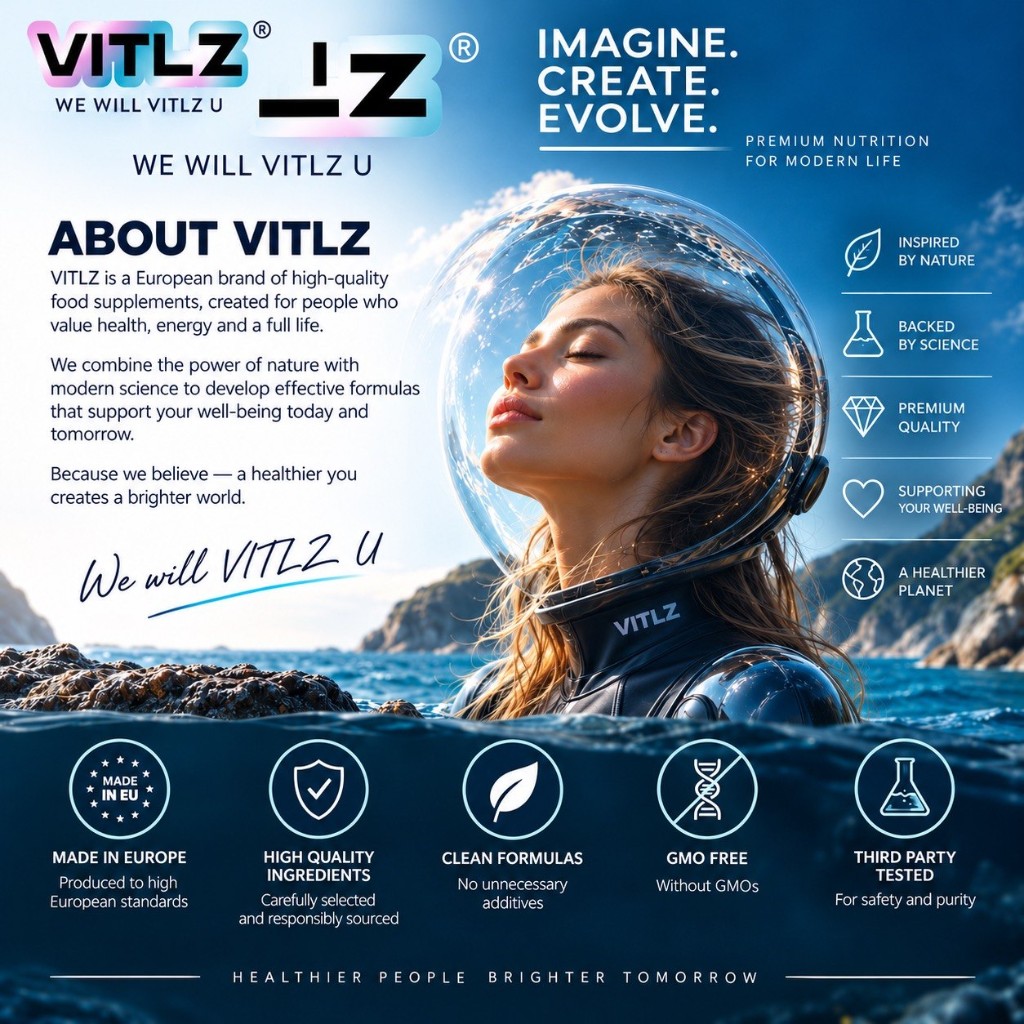 VITLZ®
WE WILL VITLZ U
Z®
WE WILL VITLZ U
IMAGINE.
CREATE.
EVOLVE.
PREMIUM NUTRITION
FOR MODERN LIFE
ABOUT VITLZ
VITLZ is a European brand of high-quality
food supplements, created for people who
value health, energy and a full life.
We combine the power of nature with
modern science to develop effective formulas
that support your well-being today and
tomorrow.
Because we believe — a healthier you
creates a brighter world.
We will VITLZ U
INSPIRED
BY NATURE
BACKED
BY SCIENCE
PREMIUM
QUALITY
SUPPORTING
YOUR WELL-BEING
A HEALTHIER
PLANET
VITLZ
MADE
IN EU
MADE IN EUROPE
Produced to high
European standards
HIGH QUALITY
INGREDIENTS
Carefully selected
and responsibly sourced
CLEAN FORMULAS
No unnecessary
additives
GMO FREE
Without GMOs
THIRD PARTY
TESTED
For safety and purity
HEALTHIER PEOPLE BRIGHTER TOMORROW